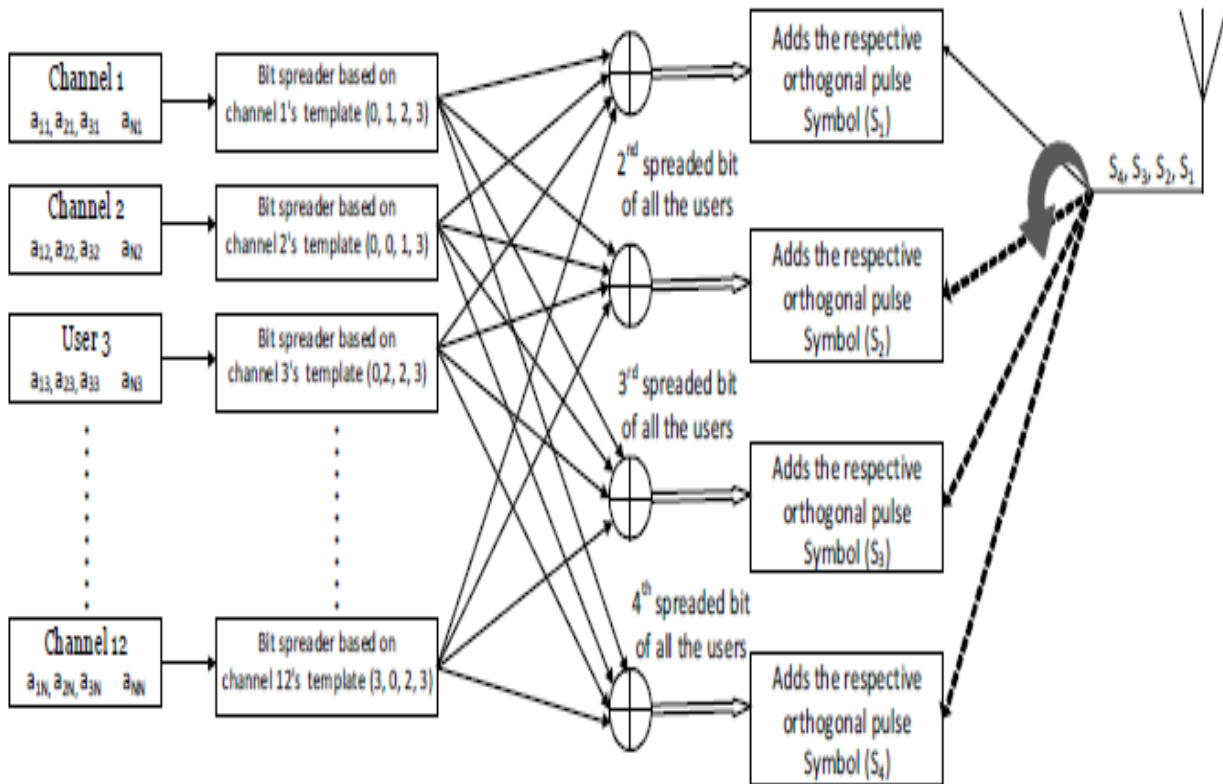 Channel 1
a11, a21, a31 aN1
Bit spreader based on
channel 1's template (0, 1, 2, 3)
Adds the respective
orthogonal pulse
Symbol (S1)
2nd spreaded bit
of all the users
S4, S3, S2, S1
Channel 2
a12, a22, a32 aN2
Bit spreader based on
channel 2's template (0, 0, 1, 3)
Adds the respective
orthogonal pulse
Symbol (S2)
User 3
a13, a23, a33 aN3
Bit spreader based on
channel 3's template (0,2, 2, 3)
3rd spreaded bit
of all the users
Adds the respective
orthogonal pulse
Symbol (S3)
4th spreaded bit
of all the users
Channel 12
a1N, a2N, a3N aNN
Bit spreader based on
channel 12's template (3, 0, 2, 3)
Adds the respective
orthogonal pulse
Symbol (S4)